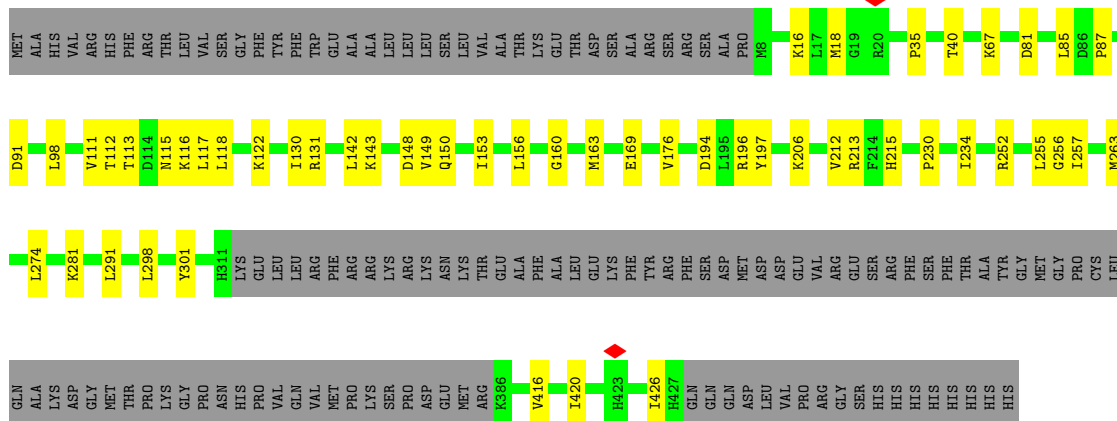 MET ALA HIS VAL ARG HIS PHE ARG THR LEU VAL SER GLY PHE TYR PHE TRP GLU ALA ALA LEU LEU LEU SER LEU VAL ALA THR LYS GLU THR ASP SER ALA ARG SER ARG SER ALA PRO M8 K16 L17 M18 G19 R20 P35 T40 K67 D81 L85 D86 P87
D91 L98 V111 T112 T113 D114 N115 K116 L117 L118 K122 I130 R131 L142 K143 D148 V149 Q150 I153 L156 G160 M163 E169 V176 D194 L195 R196 Y197 K206 V212 R213 F214 H215 P230 I234 R252 L255 G256 I257 M263
L274 K281 L291 L298 Y301 H311 LYS GLU LEU LEU ARG PHE ARG ARG LYS ARG LYS ASN LYS THR GLU ALA PHE ALA LEU GLU LYS PHE TYR ARG PHE SER ASP MET ASP ASP GLU VAL ARG GLU SER ARG PHE SER PHE THR ALA TYR GLY MET GLY PRO CYS LEU
GLN ALA LYS ASP GLY MET THR PRO LYS GLY PRO ASN HIS PRO VAL GLN VAL MET PRO LYS SER PRO ASP GLU MET ARG K386 V416 I420 H423 I426 H427 GLN GLN GLN ASP LEU VAL PRO ARG GLY SER HIS HIS HIS HIS HIS HIS HIS HIS